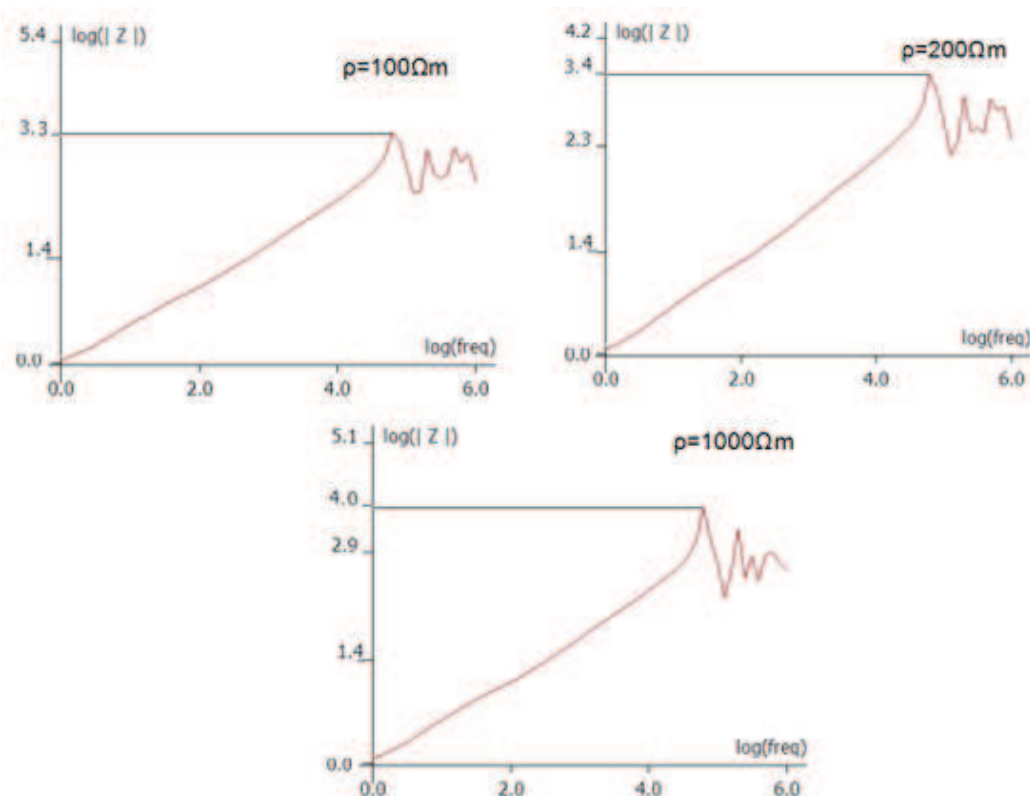 5.4 log(| Z |)
ρ=100Ωm
3.3
1.4
log(freq)
0.0
0.0 2.0 4.0 6.0
4.2 log(| Z |)
ρ=200Ωm
3.4
2.3
1.4
log(freq)
0.0
0.0 2.0 4.0 6.0
5.1 log(| Z |)
ρ=1000Ωm
4.0
2.9
1.4
log(freq)
0.0
0.0 2.0 4.0 6.0